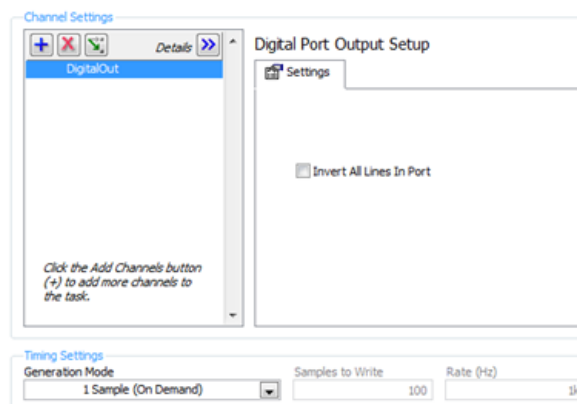 Channel Settings
Details
Digital Port Output Setup
DigitalOut
Settings
Invert All Lines In Port
Click the Add Channels button
(+) to add more channels to
the task.
Timing Settings
Generation Mode
Samples to Write
Rate (Hz)
1 Sample (On Demand)
100
1k